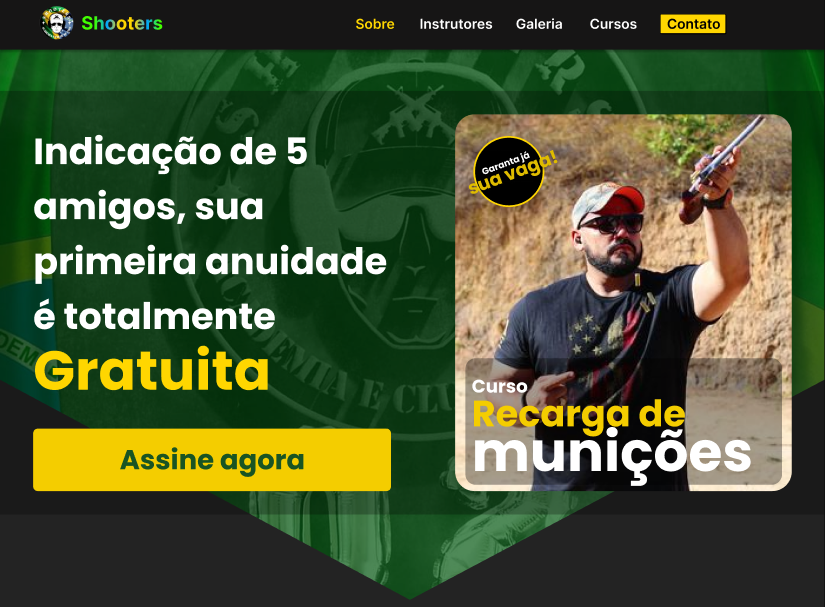 Shooters
Sobre
Instrutores
Galeria
Cursos
Contato
Indicação de 5
amigos, sua
primeira anuidade
é totalmente
Gratuita
Assine agora
Garanta já
sua vaga!
Curso
Recarga de
munições